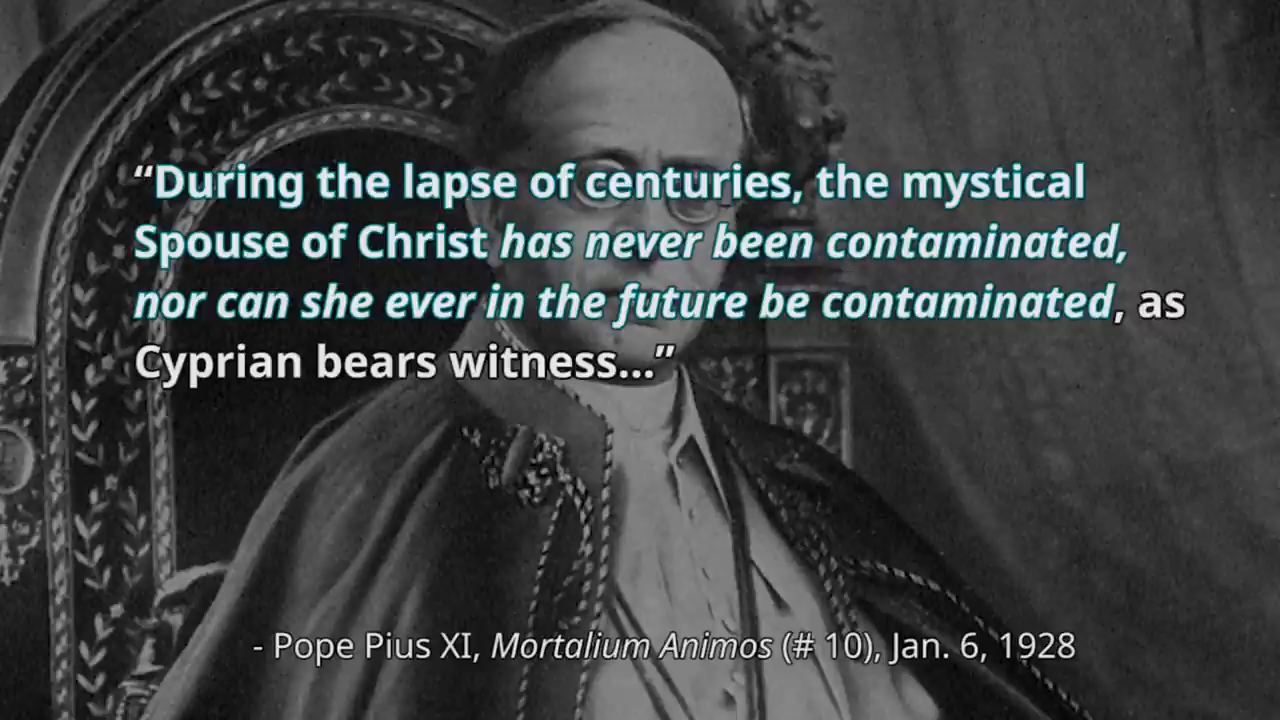 “During the lapse of centuries, the mystical
Spouse of Christ has never been contaminated,
nor can she ever in the future be contaminated, as
Cyprian bears witness...”
- Pope Pius XI, Mortalium Animos (# 10), Jan. 6, 1928